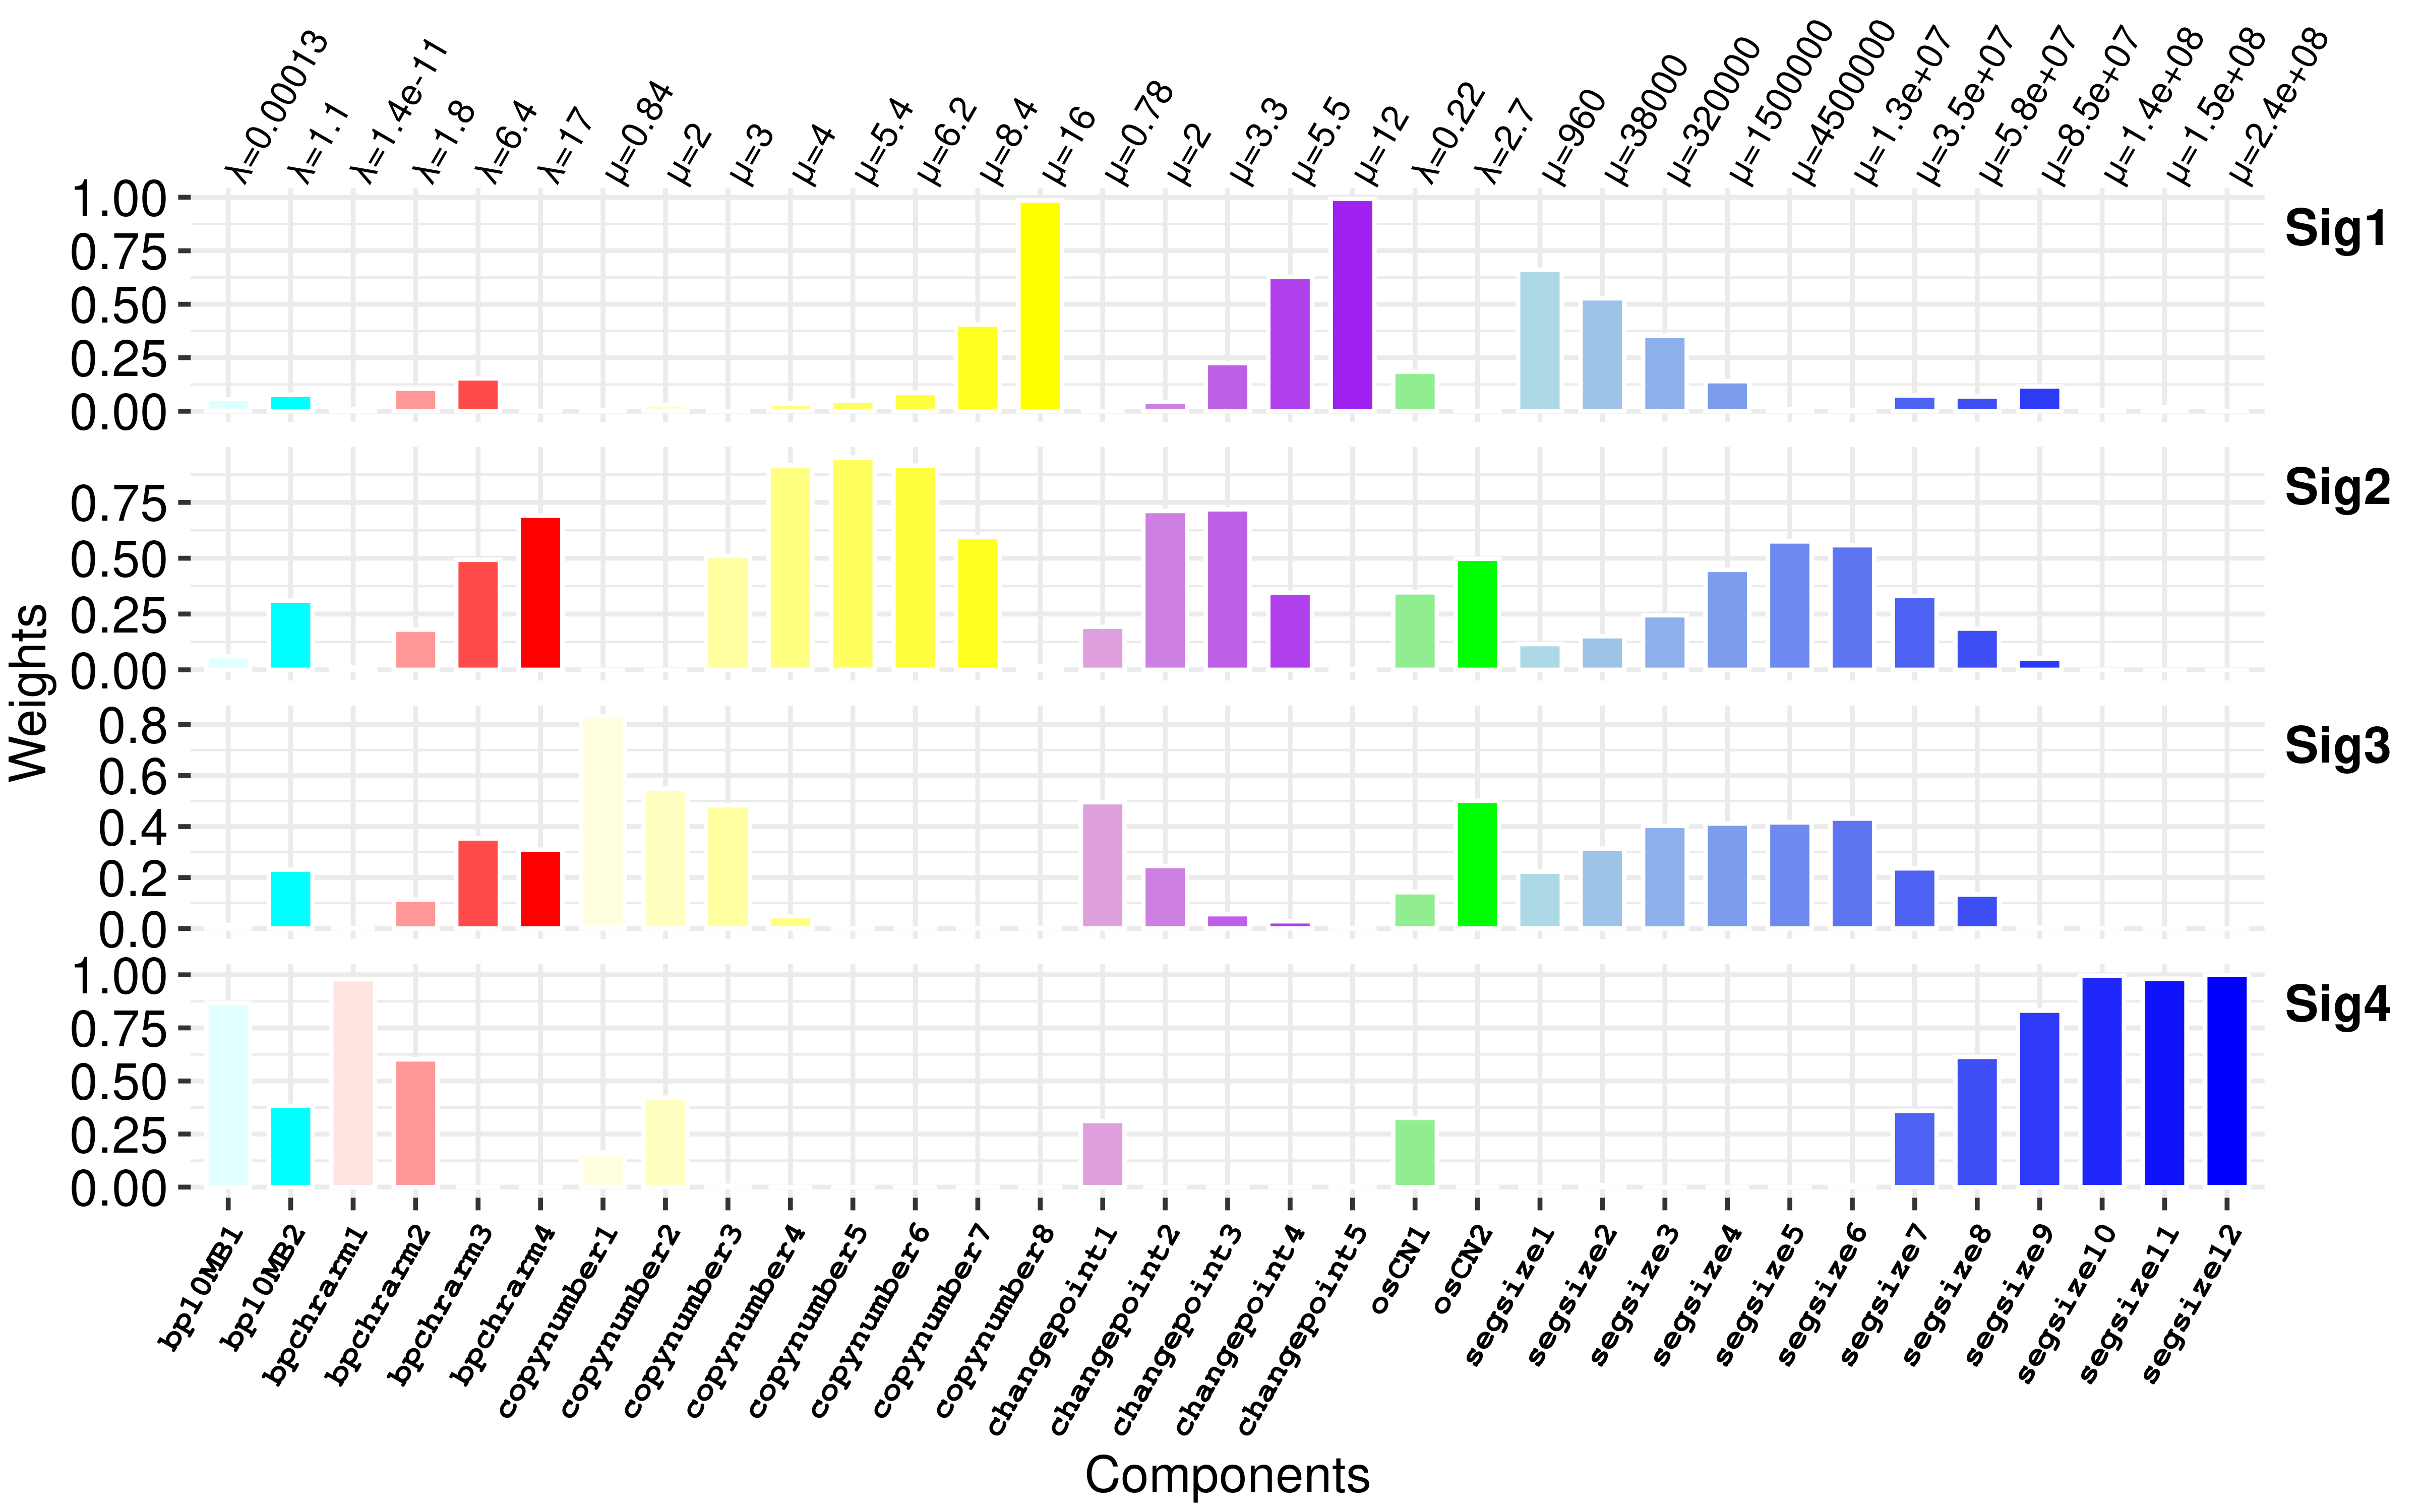 λ=0.00013
λ=1.1
λ=1.4e-11
λ=1.8
λ=6.4
λ=17
μ=0.84
μ=2
μ=3
μ=4
μ=5.4
μ=6.2
μ=8.4
μ=16
μ=0.78
μ=2
μ=3.3
μ=5.5
μ=12
λ=0.22
λ=2.7
μ=960
μ=38000
μ=320000
μ=1500000
μ=4500000
μ=1.3e+07
μ=3.5e+07
μ=5.8e+07
μ=8.5e+07
μ=1.4e+08
μ=1.5e+08
μ=2.4e+08
Weights
1.00
0.75
0.50
0.25
0.00
Sig1
0.75
0.50
0.25
0.00
Sig2
0.8
0.6
0.4
0.2
0.0
Sig3
1.00
0.75
0.50
0.25
0.00
Sig4
bp10MB1
bp10MB2
bpchrarm1
bpchrarm2
bpchrarm3
bpchrarm4
copynumber1
copynumber2
copynumber3
copynumber4
copynumber5
copynumber6
copynumber7
copynumber8
changepoint1
changepoint2
changepoint3
changepoint4
changepoint5
osCN1
osCN2
segsize1
segsize2
segsize3
segsize4
segsize5
segsize6
segsize7
segsize8
segsize9
segsize10
segsize11
segsize12
Components